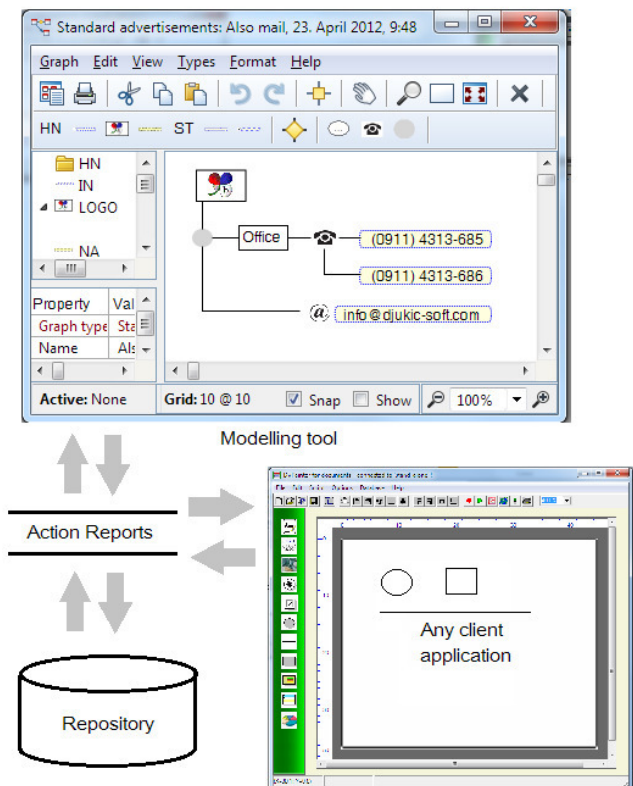 Standard advertisements: Also mail, 23. April 2012, 9:48
Graph Edit View Types Format Help
HN ST
HN
IN
LOGO
NA
Property Val
Graph type Sta
Name Als
Office
(0911) 4313-685
(0911) 4313-686
@ info@djukic-soft.com
Active: None Grid: 10 @ 10 Snap Show 100%
Modelling tool
Action Reports
Repository
Any client
application